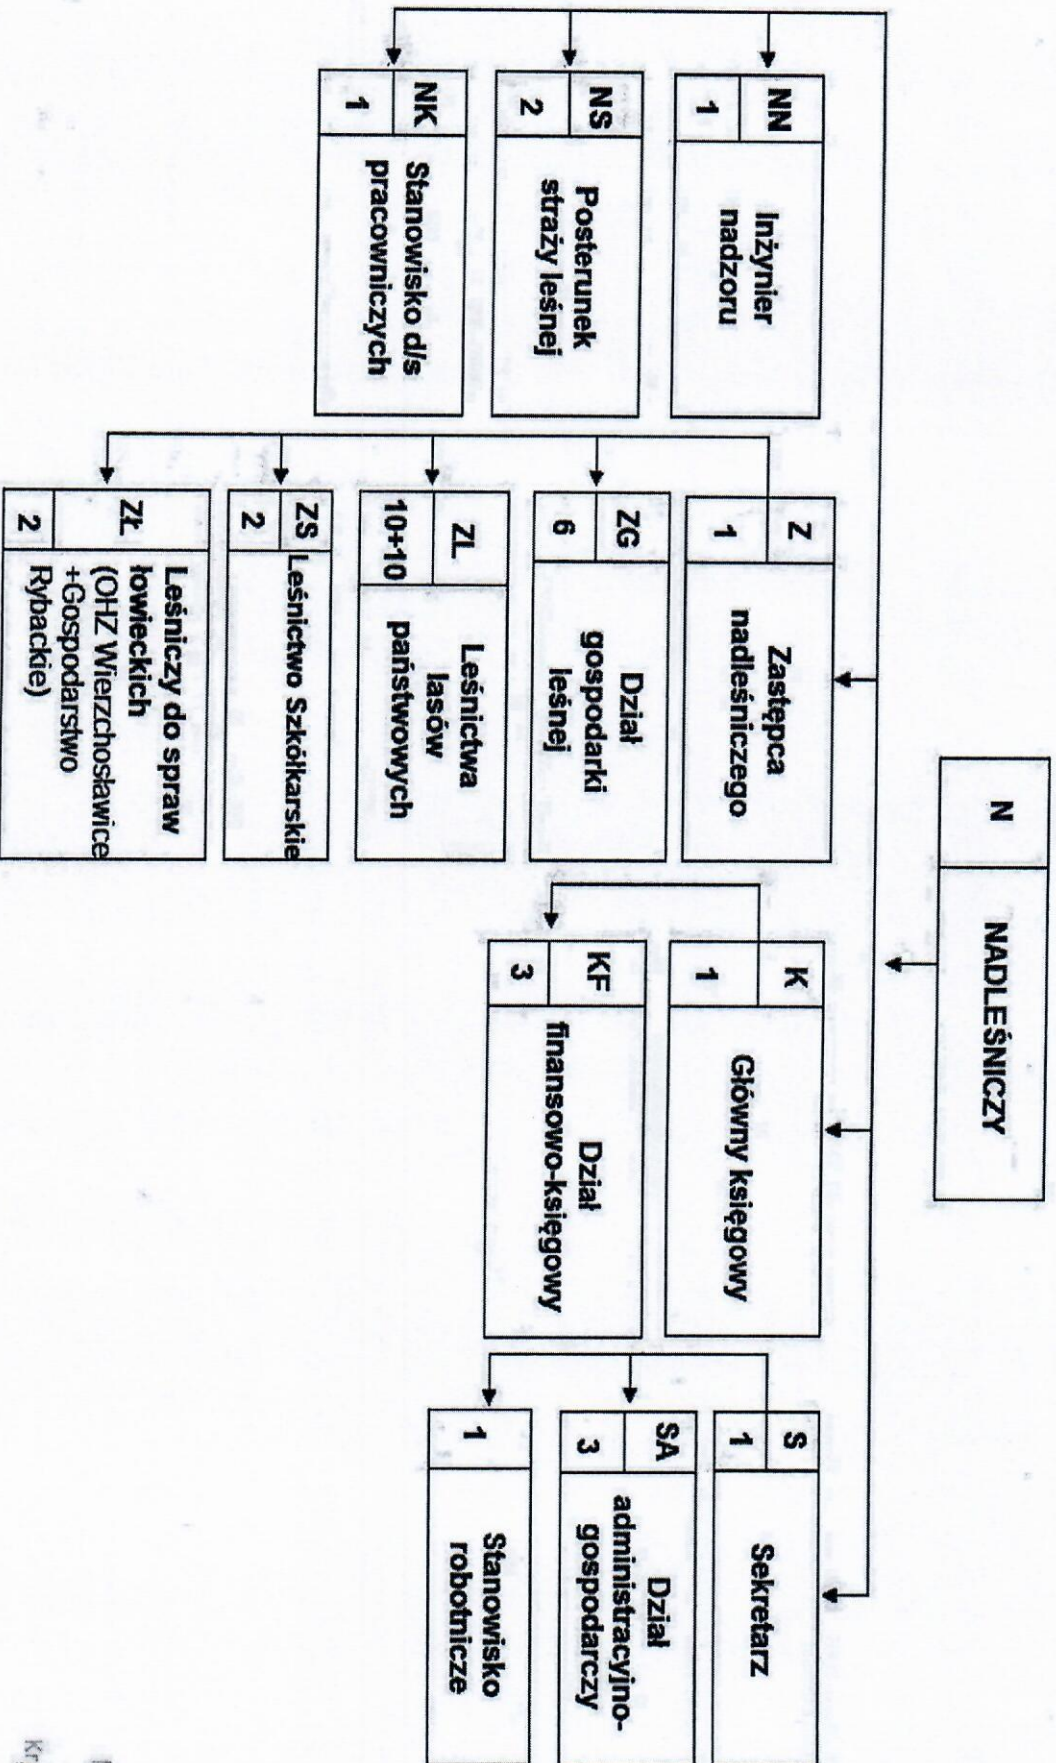 N
NADLEŚNICZY
NN
1
Inżynier
nadzoru
NS
2
Posterunek
straży leśnej
NK
1
Stanowisko d/s
pracowniczych
Z
1
Zastępca
nadleśniczego
ZG
6
Dział
gospodarki
leśnej
ZL
10+10
Leśnictwa
lasów
państwowych
ZS
2
Leśnictwo Szkółkarskie
ZŁ
2
Leśniczy do spraw
łowieckich
(OHZ Wierzchosławice
+Gospodarstwo
Rybackie)
K
1
Główny księgowy
KF
3
Dział
finansowo-księgowy
S
1
Sekretarz
SA
3
Dział
administracyjno-
gospodarczy
1
Stanowisko
robotnicze